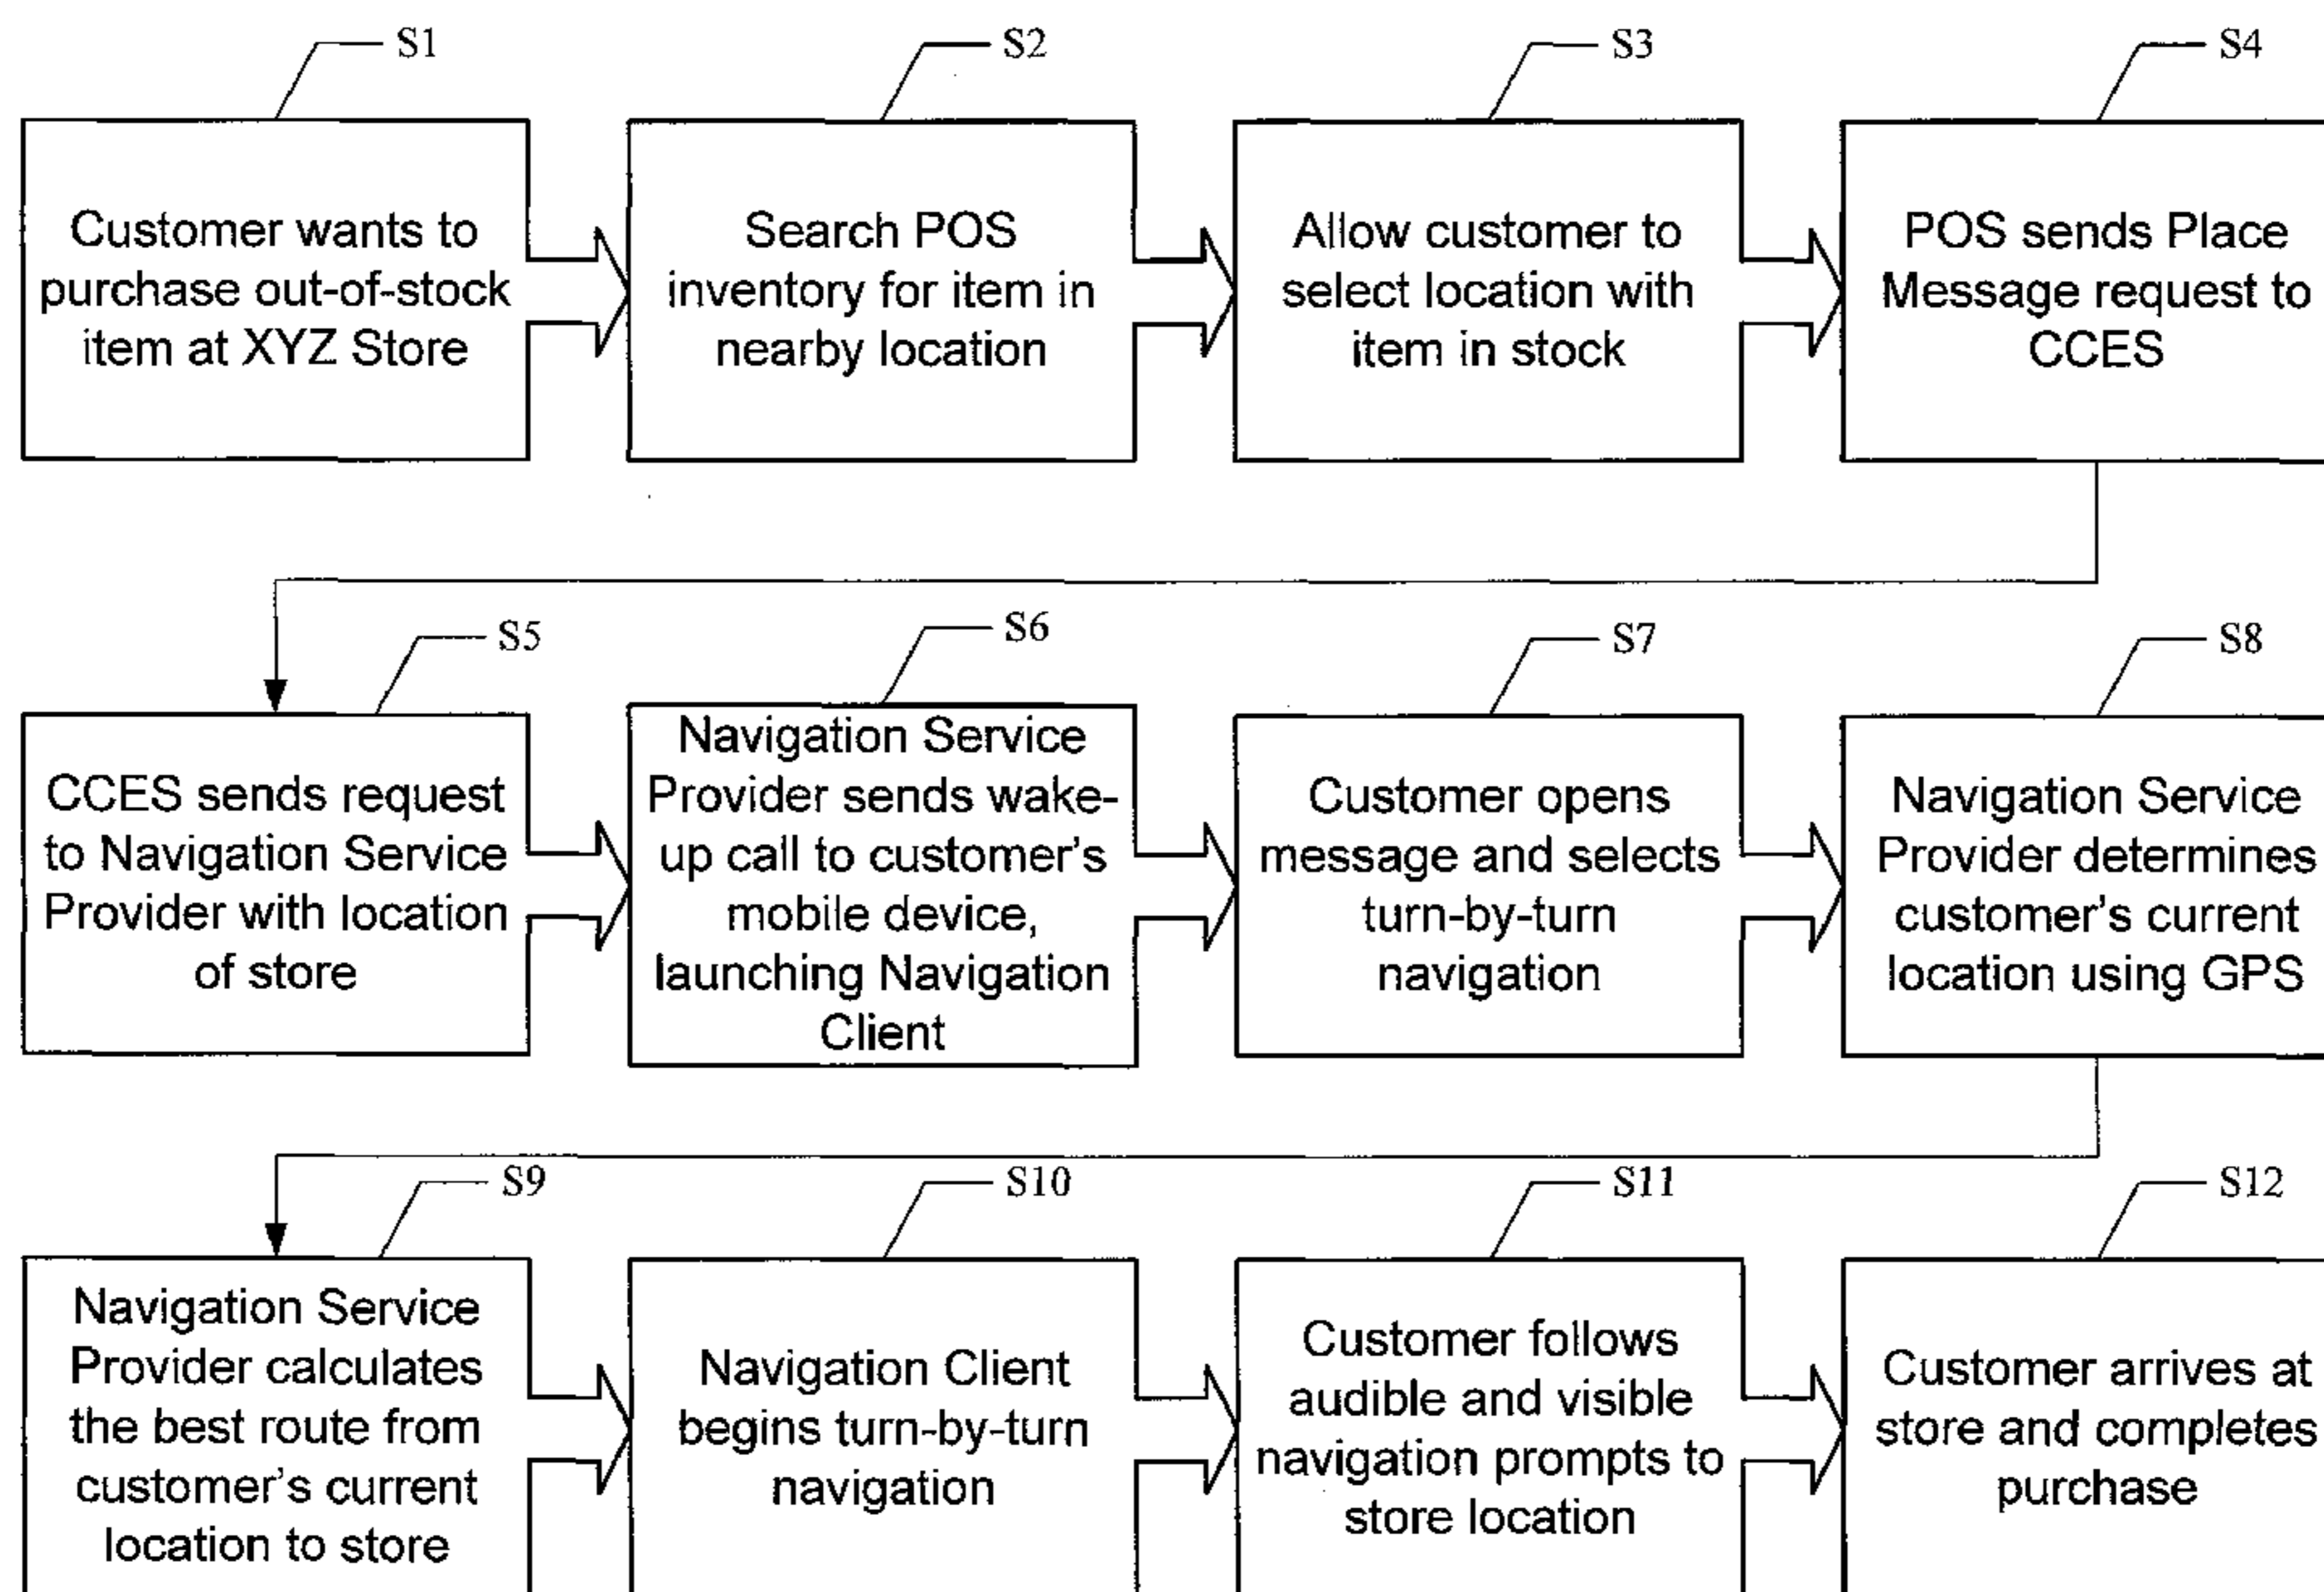 S1
S2
S3
S4
Customer wants to
purchase out-of-stock
item at XYZ Store
Search POS
inventory for item in
nearby location
Allow customer to
select location with
item in stock
POS sends Place
Message request to
CCES
S5
S6
S7
S8
CCES sends request
to Navigation Service
Provider with location
of store
Navigation Service
Provider sends wake-
up call to customer's
mobile device,
launching Navigation
Client
Customer opens
message and selects
turn-by-turn
navigation
Navigation Service
Provider determines
customer's current
location using GPS
S9
S10
S11
S12
Navigation Service
Provider calculates
the best route from
customer's current
location to store
Navigation Client
begins turn-by-turn
navigation
Customer follows
audible and visible
navigation prompts to
store location
Customer arrives at
store and completes
purchase